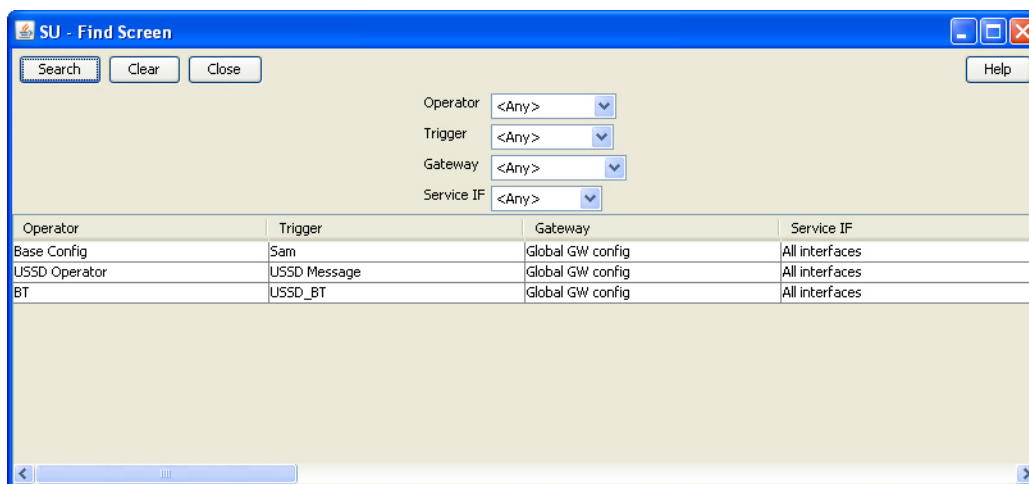 SU - Find Screen
Search Clear Close Help
Operator <Any>
Trigger <Any>
Gateway <Any>
Service IF <Any>
Operator Trigger Gateway Service IF
Base Config Sam Global GW config All interfaces
USSD Operator USSD Message Global GW config All interfaces
BT USSD_BT Global GW config All interfaces